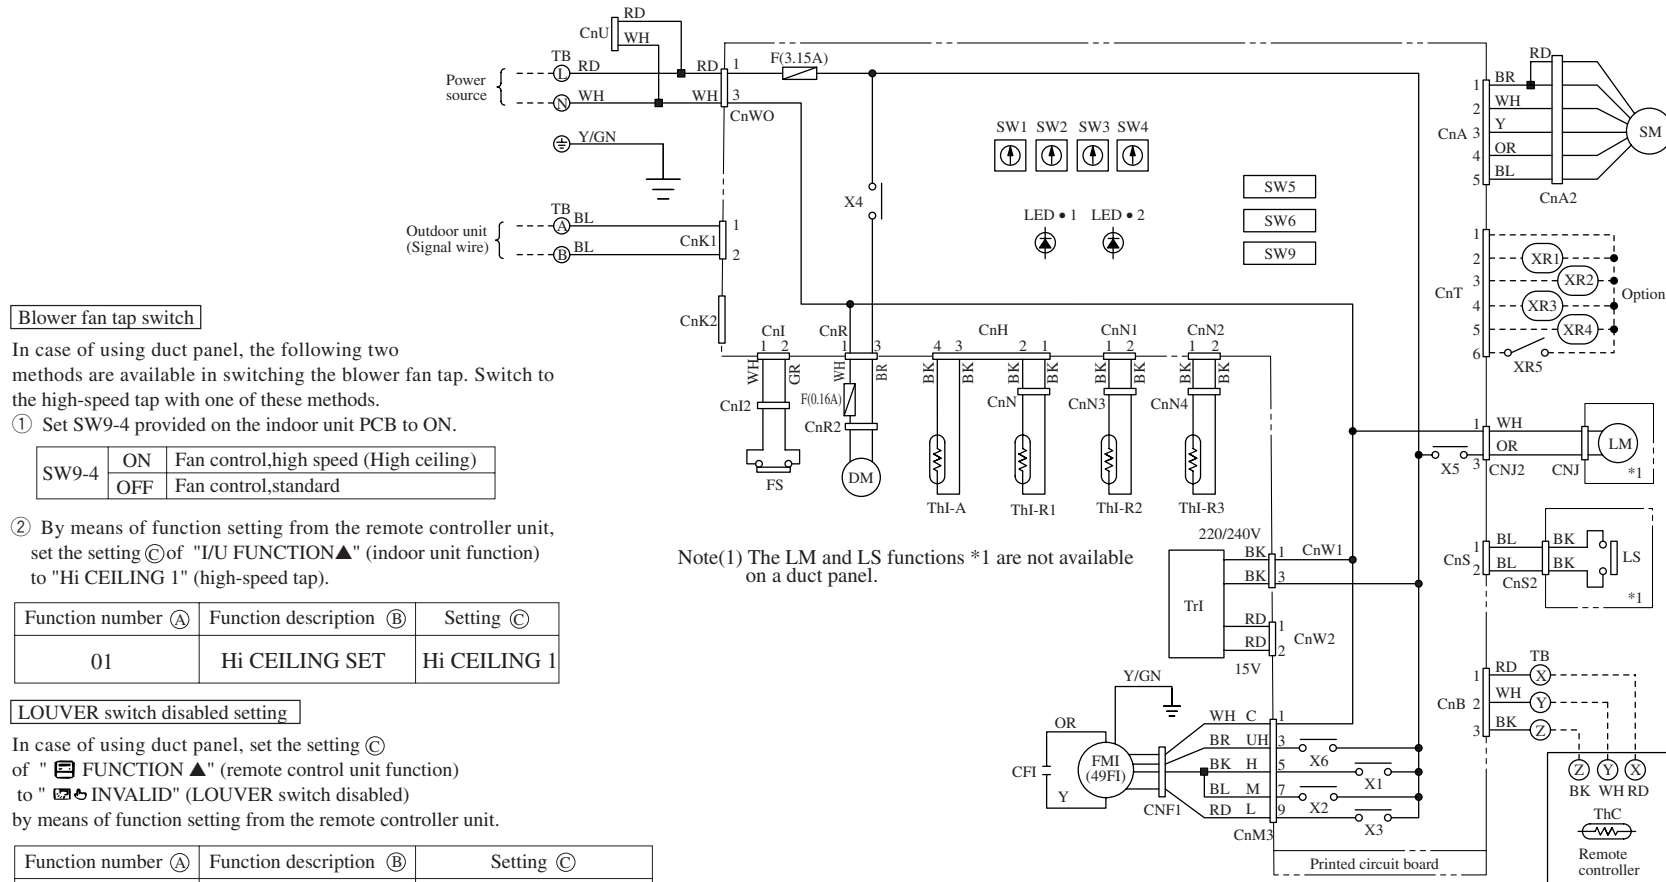 RD
CnU
WH
TB
L RD
RD 1
F(3.15A)
Power
source
N WH
WH 3
CnWO
Y/GN
TB
A BL
1
Outdoor unit
(Signal wire)
CnK1
B BL
2
CnK2
X4
SW1 SW2 SW3 SW4
LED • 1 LED • 2
SW5
SW6
SW9
RD
1 BR
2 WH
CnA 3 Y
4 OR
5 BL
SM
CnA2
1
2 XR1
3 XR2
CnT
Option
4 XR3
5 XR4
6
XR5
1 WH
OR
LM
X5 3 CNJ2 CNJ *1
1 BL BK
CnS
LS
2 BL BK
CnS2
*1
1 RD TB X
CnB 2 WH Y
3 BK Z
Z Y X
BK WH RD
ThC
Remote
controller
CnI
1 2
WH GR
CnI2
FS
CnR
1 3
WH BR
F(0.16A)
CnR2
DM
CnH
4 3 2 1
BK BK BK BK
CnN
ThI-A
ThI-R1
CnN1
1 2
BK BK
CnN3
ThI-R2
CnN2
1 2
BK BK
CnN4
ThI-R3
Note(1) The LM and LS functions *1 are not available
on a duct panel.
220/240V
BK 1 CnW1
BK 3
TrI
RD 1
CnW2
RD 2
15V
Y/GN
OR
CFI
FMI
(49FI)
Y
CNF1
WH C 1
BR UH 3
X6
BK H 5
X1
BL M 7
X2
RD L 9
X3
CnM3
Printed circuit board
Blower fan tap switch
In case of using duct panel, the following two
methods are available in switching the blower fan tap. Switch to
the high-speed tap with one of these methods.
① Set SW9-4 provided on the indoor unit PCB to ON.
SW9-4 ON Fan control,high speed (High ceiling)
OFF Fan control,standard
② By means of function setting from the remote controller unit,
set the setting Ⓒ of "I/U FUNCTION▲" (indoor unit function)
to "Hi CEILING 1" (high-speed tap).
Function number Ⓐ Function description Ⓑ Setting Ⓒ
01 Hi CEILING SET Hi CEILING 1
LOUVER switch disabled setting
In case of using duct panel, set the setting Ⓒ
of " FUNCTION ▲" (remote control unit function)
to " INVALID" (LOUVER switch disabled)
by means of function setting from the remote controller unit.
Function number Ⓐ Function description Ⓑ Setting Ⓒ